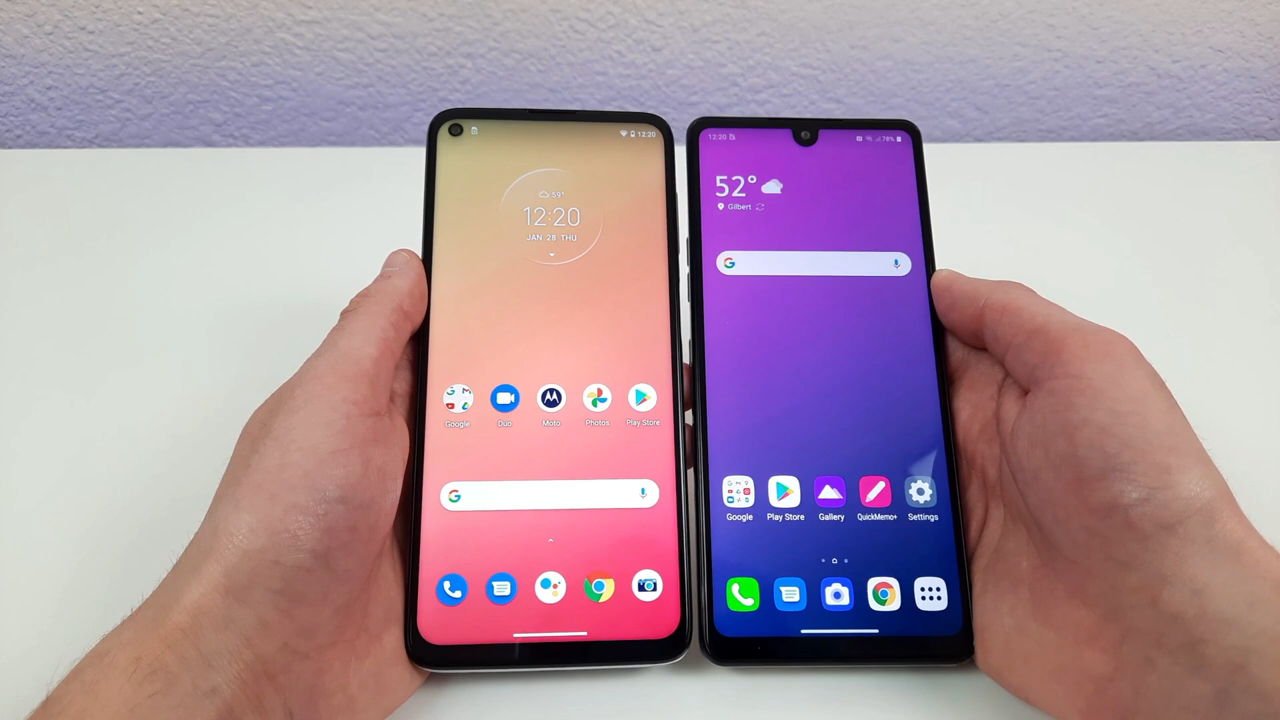 12:20
59°
12:20
JAN 28 THU
Google
Duo
Moto
Photos
Play Store
12:20
78%
52°
Gilbert
Google
Play Store
Gallery
QuickMemo+
Settings